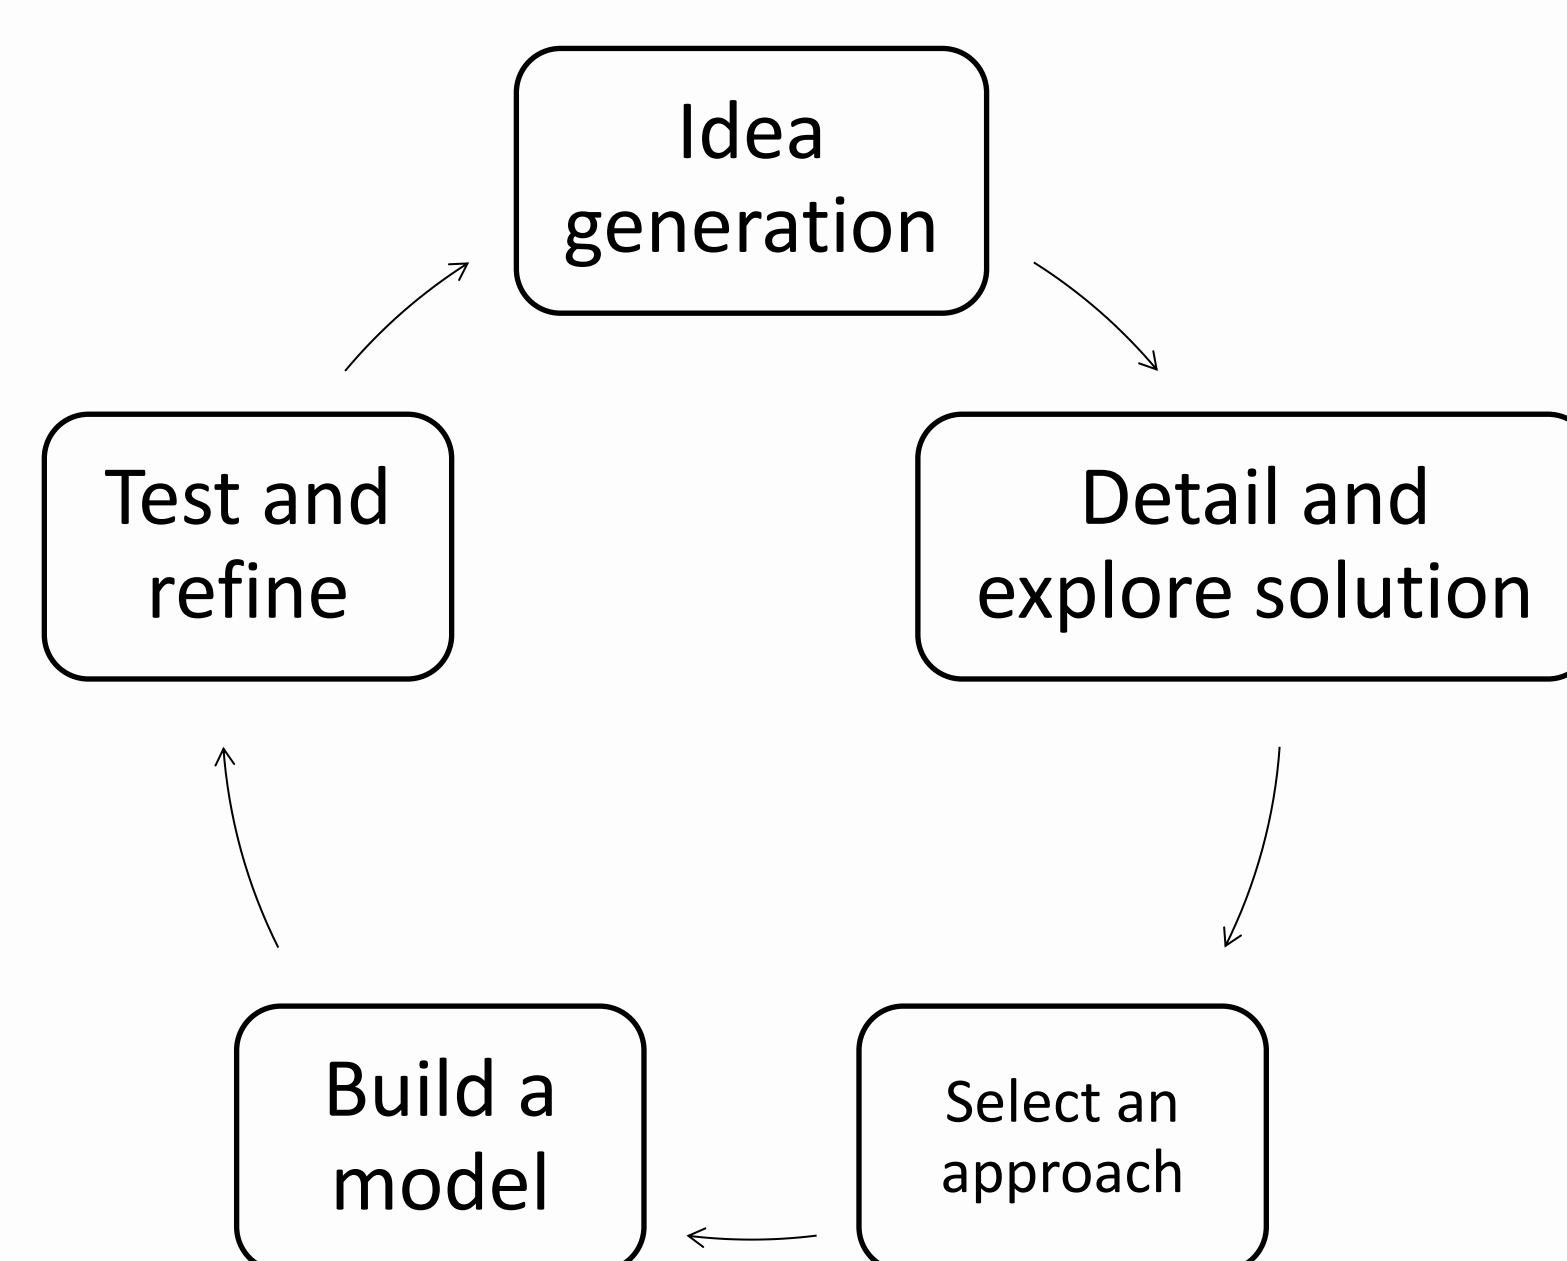 Idea
generation
Detail and
explore solution
Select an
approach
Build a
model
Test and
refine